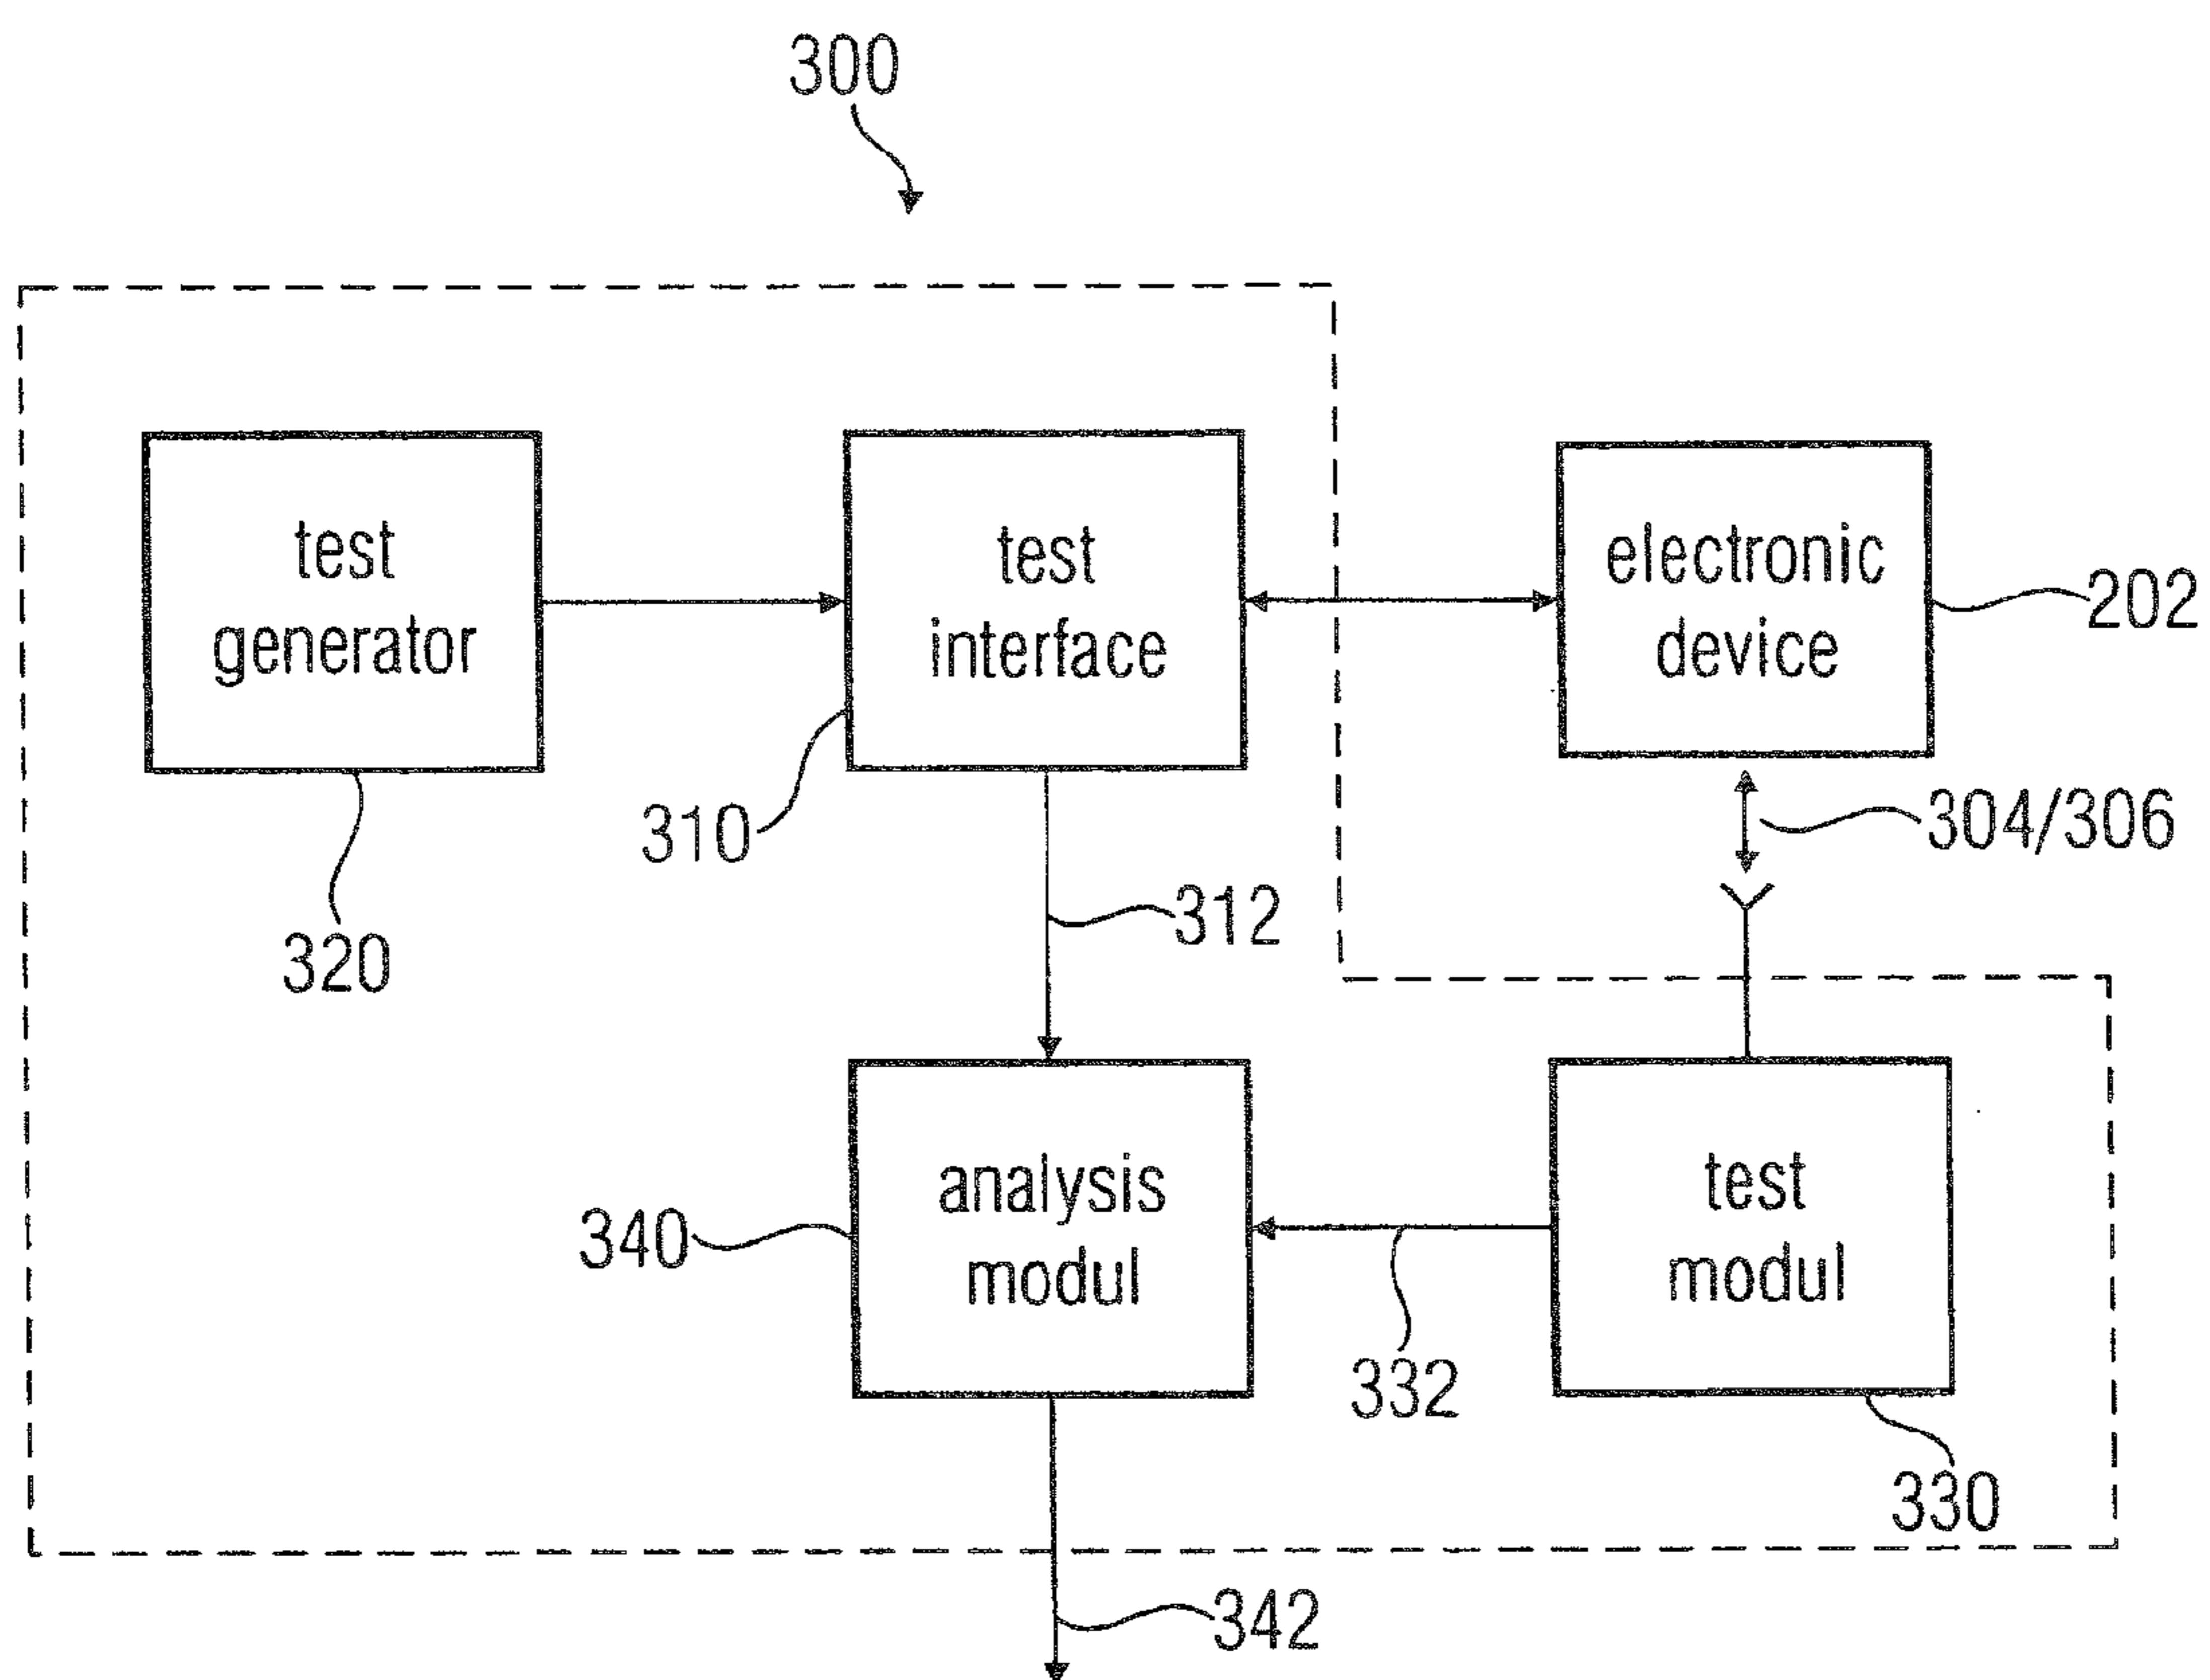 300
test
generator
test
interface
electronic
device
202
310
304/306
320
312
analysis
modul
test
modul
340
332
330
342